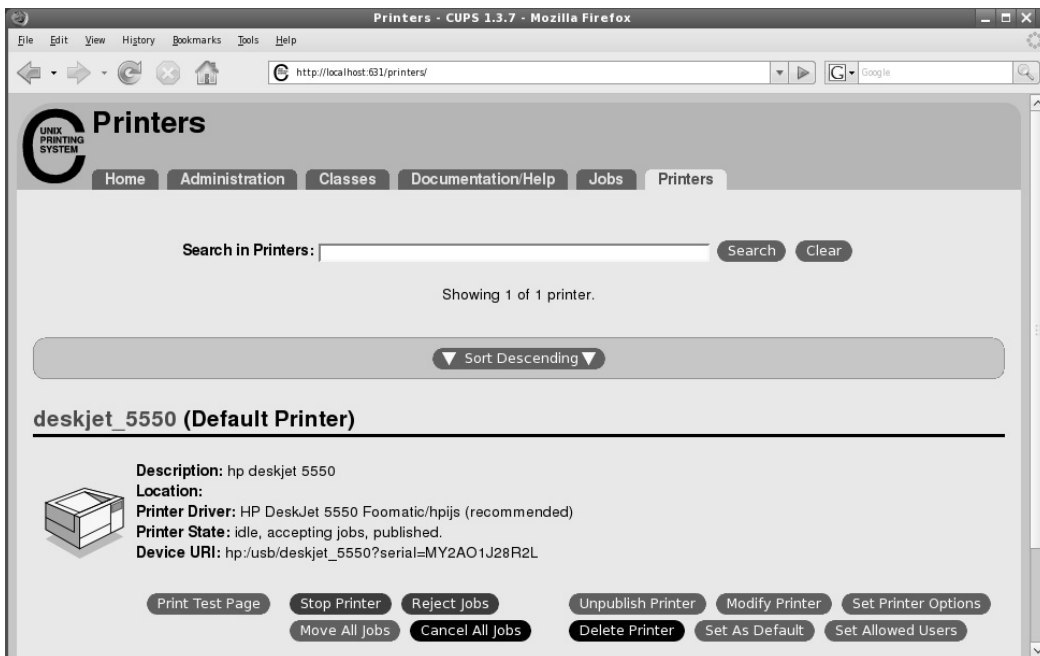 Printers - CUPS 1.3.7 - Mozilla Firefox
File Edit View History Bookmarks Tools Help
http://localhost:631/printers/ G Google
UNIX
PRINTING
SYSTEM
Printers
Home Administration Classes Documentation/Help Jobs Printers
Search in Printers: Search Clear
Showing 1 of 1 printer.
Sort Descending
deskjet_5550 (Default Printer)
Description: hp deskjet 5550
Location:
Printer Driver: HP DeskJet 5550 Foomatic/hpijs (recommended)
Printer State: idle, accepting jobs, published.
Device URI: hp:/usb/deskjet_5550?serial=MY2AO1J28R2L
Print Test Page Stop Printer Reject Jobs Unpublish Printer Modify Printer Set Printer Options
Move All Jobs Cancel All Jobs Delete Printer Set As Default Set Allowed Users